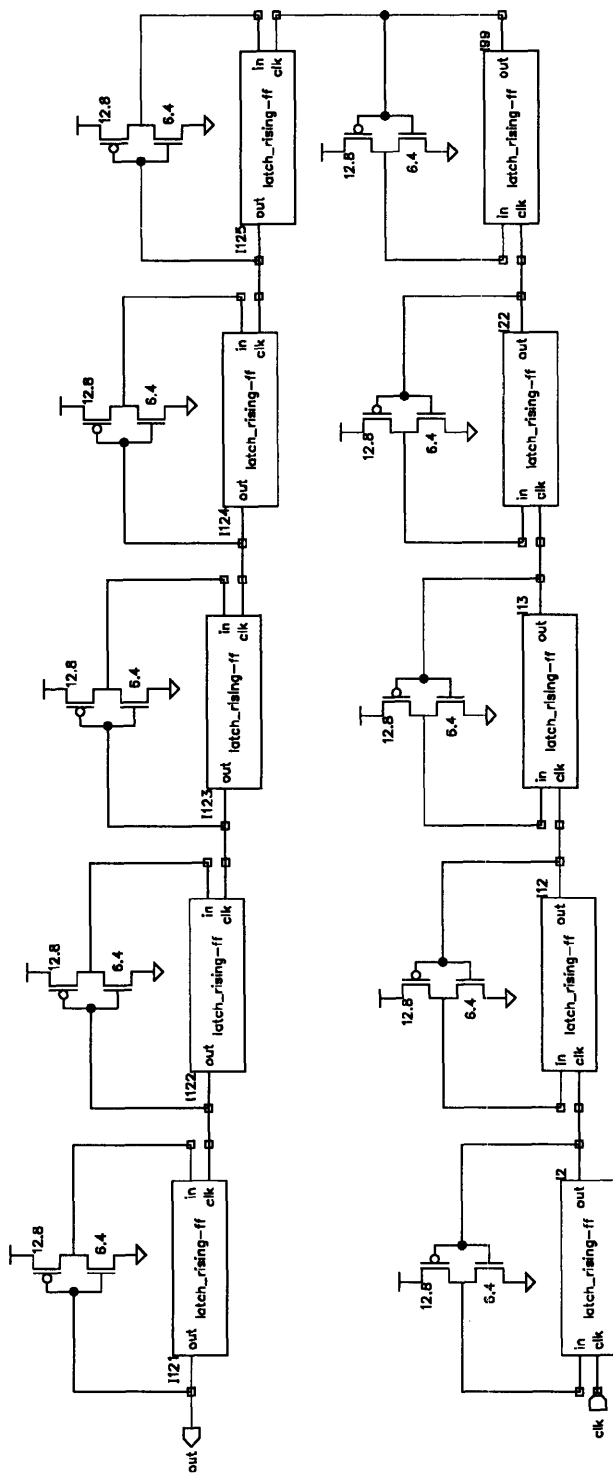 12.8
6.4
in
clk
latch_rising-ff
out
I121
out
12.8
6.4
in
clk
latch_rising-ff
out
I122
12.8
6.4
in
clk
latch_rising-ff
out
I123
12.8
6.4
in
clk
latch_rising-ff
out
I124
12.8
6.4
in
clk
latch_rising-ff
out
I125
12.8
6.4
I2
out
latch_rising-ff
in
clk
clk
12.8
6.4
I12
out
latch_rising-ff
in
clk
12.8
6.4
I13
out
latch_rising-ff
in
clk
12.8
6.4
I22
out
latch_rising-ff
in
clk
12.8
6.4
I99
out
latch_rising-ff
in
clk